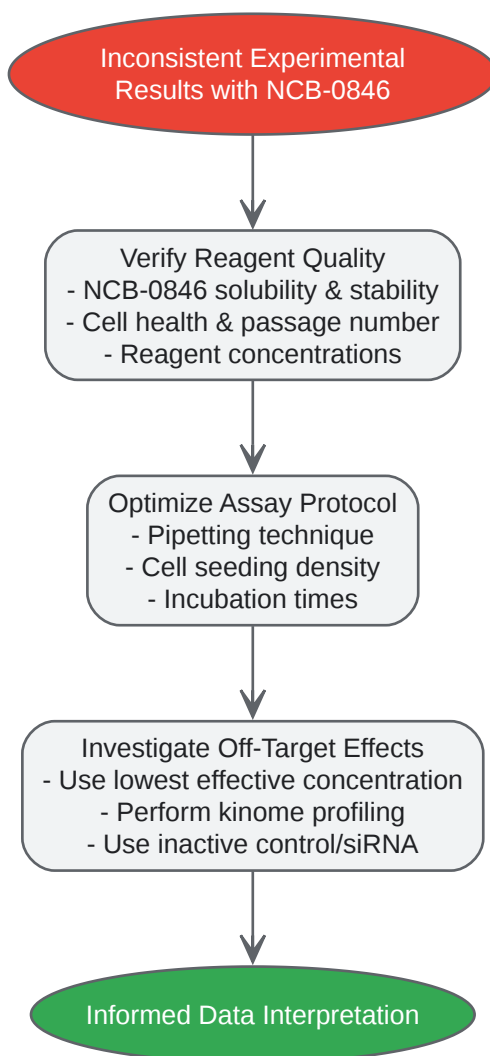 Inconsistent Experimental
Results with NCB-0846
Verify Reagent Quality
- NCB-0846 solubility & stability
- Cell health & passage number
- Reagent concentrations
Optimize Assay Protocol
- Pipetting technique
- Cell seeding density
- Incubation times
Investigate Off-Target Effects
- Use lowest effective concentration
- Perform kinome profiling
- Use inactive control/siRNA
Informed Data Interpretation